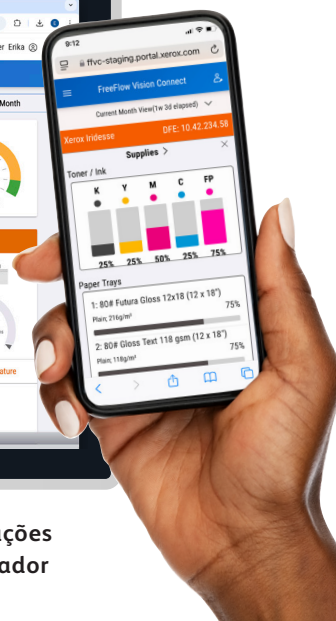 er Erika
Month
ature
9:12
ffvc-staging.portal.xerox.com
FreeFlow Vision Connect
Current Month View(1w 3d elapsed)
Xerox Iridesse DFE: 10.42.234.58
Supplies >
Toner / Ink
K Y M C FP
25% 25% 50% 25% 75%
Paper Trays
1: 80# Futura Gloss 12x18 (12 x 18")
75%
Plain; 216g/m²
2: 80# Gloss Text 118 gsm (12 x 18")
75%
Plain; 118g/m²
ações
ador